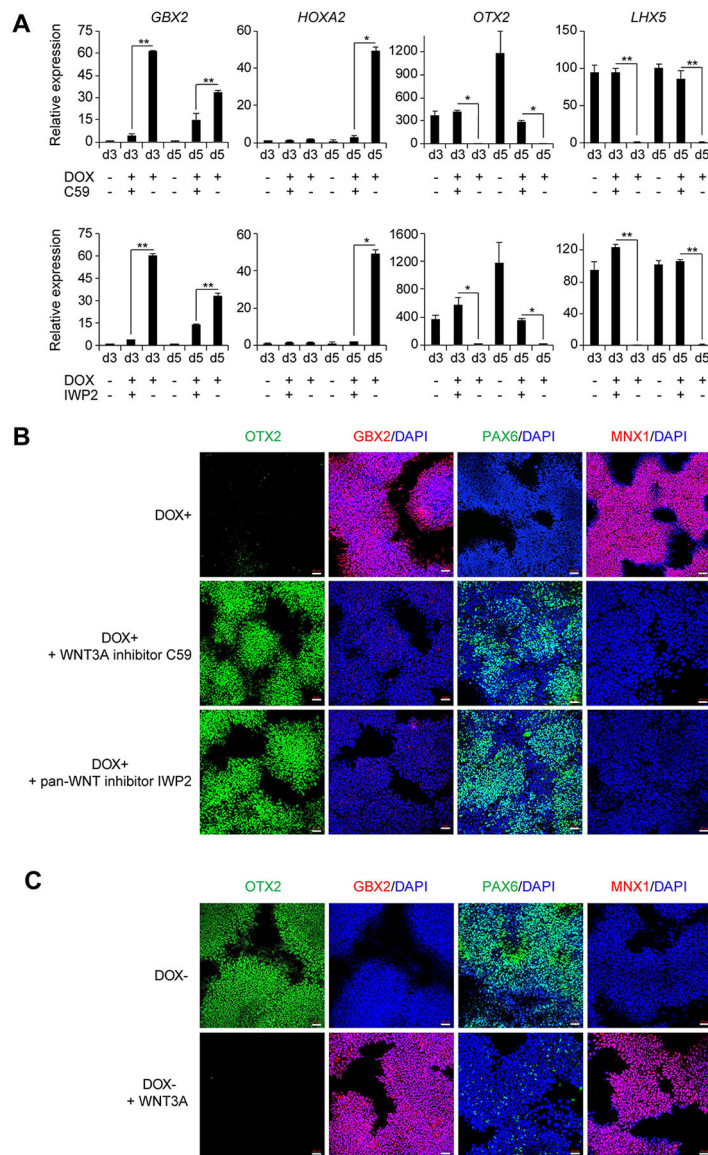 A
GBX2 HOXA2 OTX2 LHX5
Relative expression
75 60 45 30 15 0
60 40 20 0
1200 900 600 300 0
150 100 50 0
d3 d3 d3 d5 d5 d5 d3 d3 d3 d5 d5 d5 d3 d3 d3 d5 d5 d5 d3 d3 d3 d5 d5 d5
** ** * * * ** **
DOX - + + - + + - + + - + + - + + - + + - + + - + +
C59 - + - - + - - + - - + - - + - - + - - + - - + -
Relative expression
75 60 45 30 15 0
60 40 20 0
1600 1200 800 400 0
160 120 80 40 0
** ** * * * ** **
d3 d3 d3 d5 d5 d5 d3 d3 d3 d5 d5 d5 d3 d3 d3 d5 d5 d5 d3 d3 d3 d5 d5 d5
DOX - + + - + + - + + - + + - + + - + + - + + - + +
IWP2 - + - - + - - + - - + - - + - - + - - + - - + -
B
OTX2 GBX2/DAPI PAX6/DAPI MNX1/DAPI
DOX+
DOX+
+ WNT3A inhibitor C59
DOX+
+ pan-WNT inhibitor IWP2
C
OTX2 GBX2/DAPI PAX6/DAPI MNX1/DAPI
DOX-
DOX-
+ WNT3A